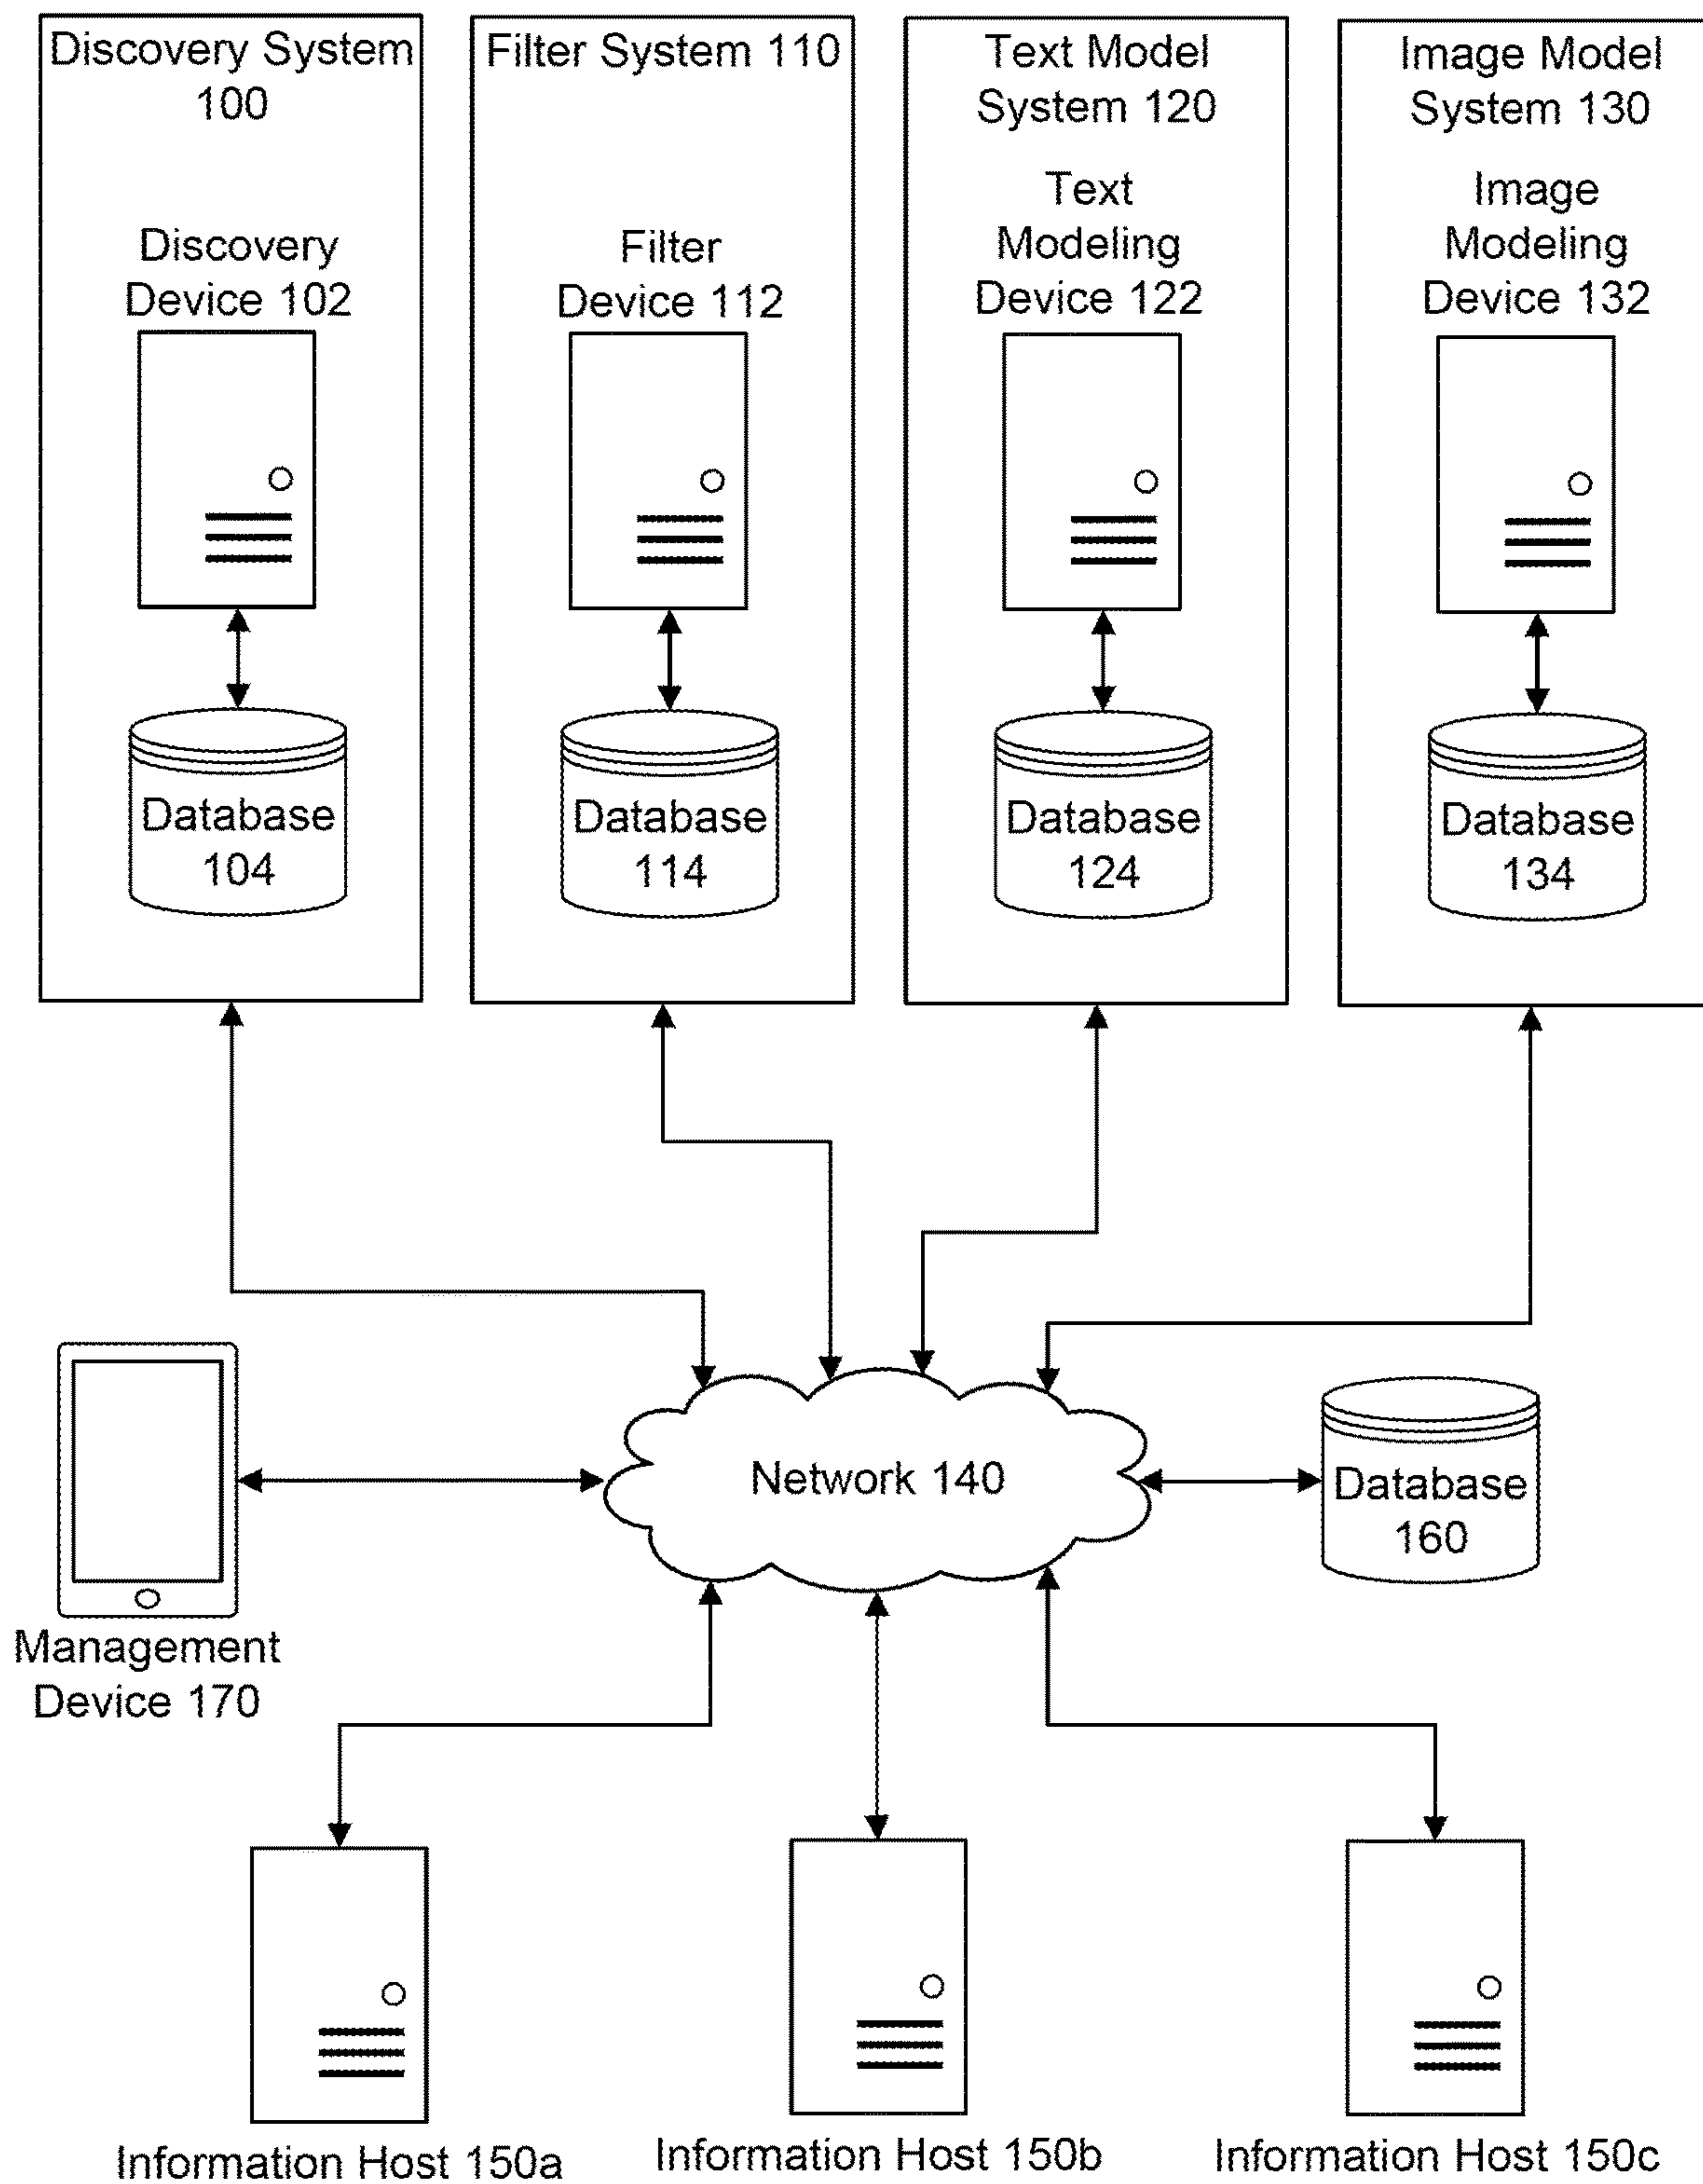 Discovery System
100
Filter System 110
Text Model
System 120
Image Model
System 130
Discovery
Device 102
Filter
Device 112
Text
Modeling
Device 122
Image
Modeling
Device 132
Database
104
Database
114
Database
124
Database
134
Network 140
Database
160
Management
Device 170
Information Host 150a
Information Host 150b
Information Host 150c